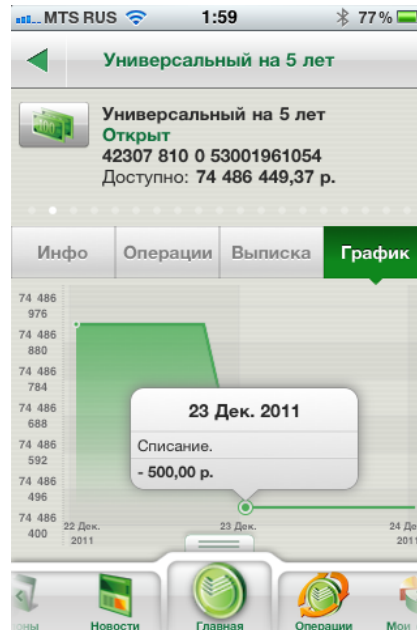 MTS RUS 1:59 77%
Универсальный на 5 лет
Универсальный на 5 лет
Открыт
42307 810 0 53001961054
Доступно: 74 486 449,37 р.
Инфо Операции Выписка График
74 486
976
74 486
880
74 486
784
74 486
688
74 486
592
74 486
496
74 486
400
23 Дек. 2011
Списание.
- 500,00 р.
22 Дек.
2011
23 Дек.
24 Де
2011
Новости Главная Операции Мои